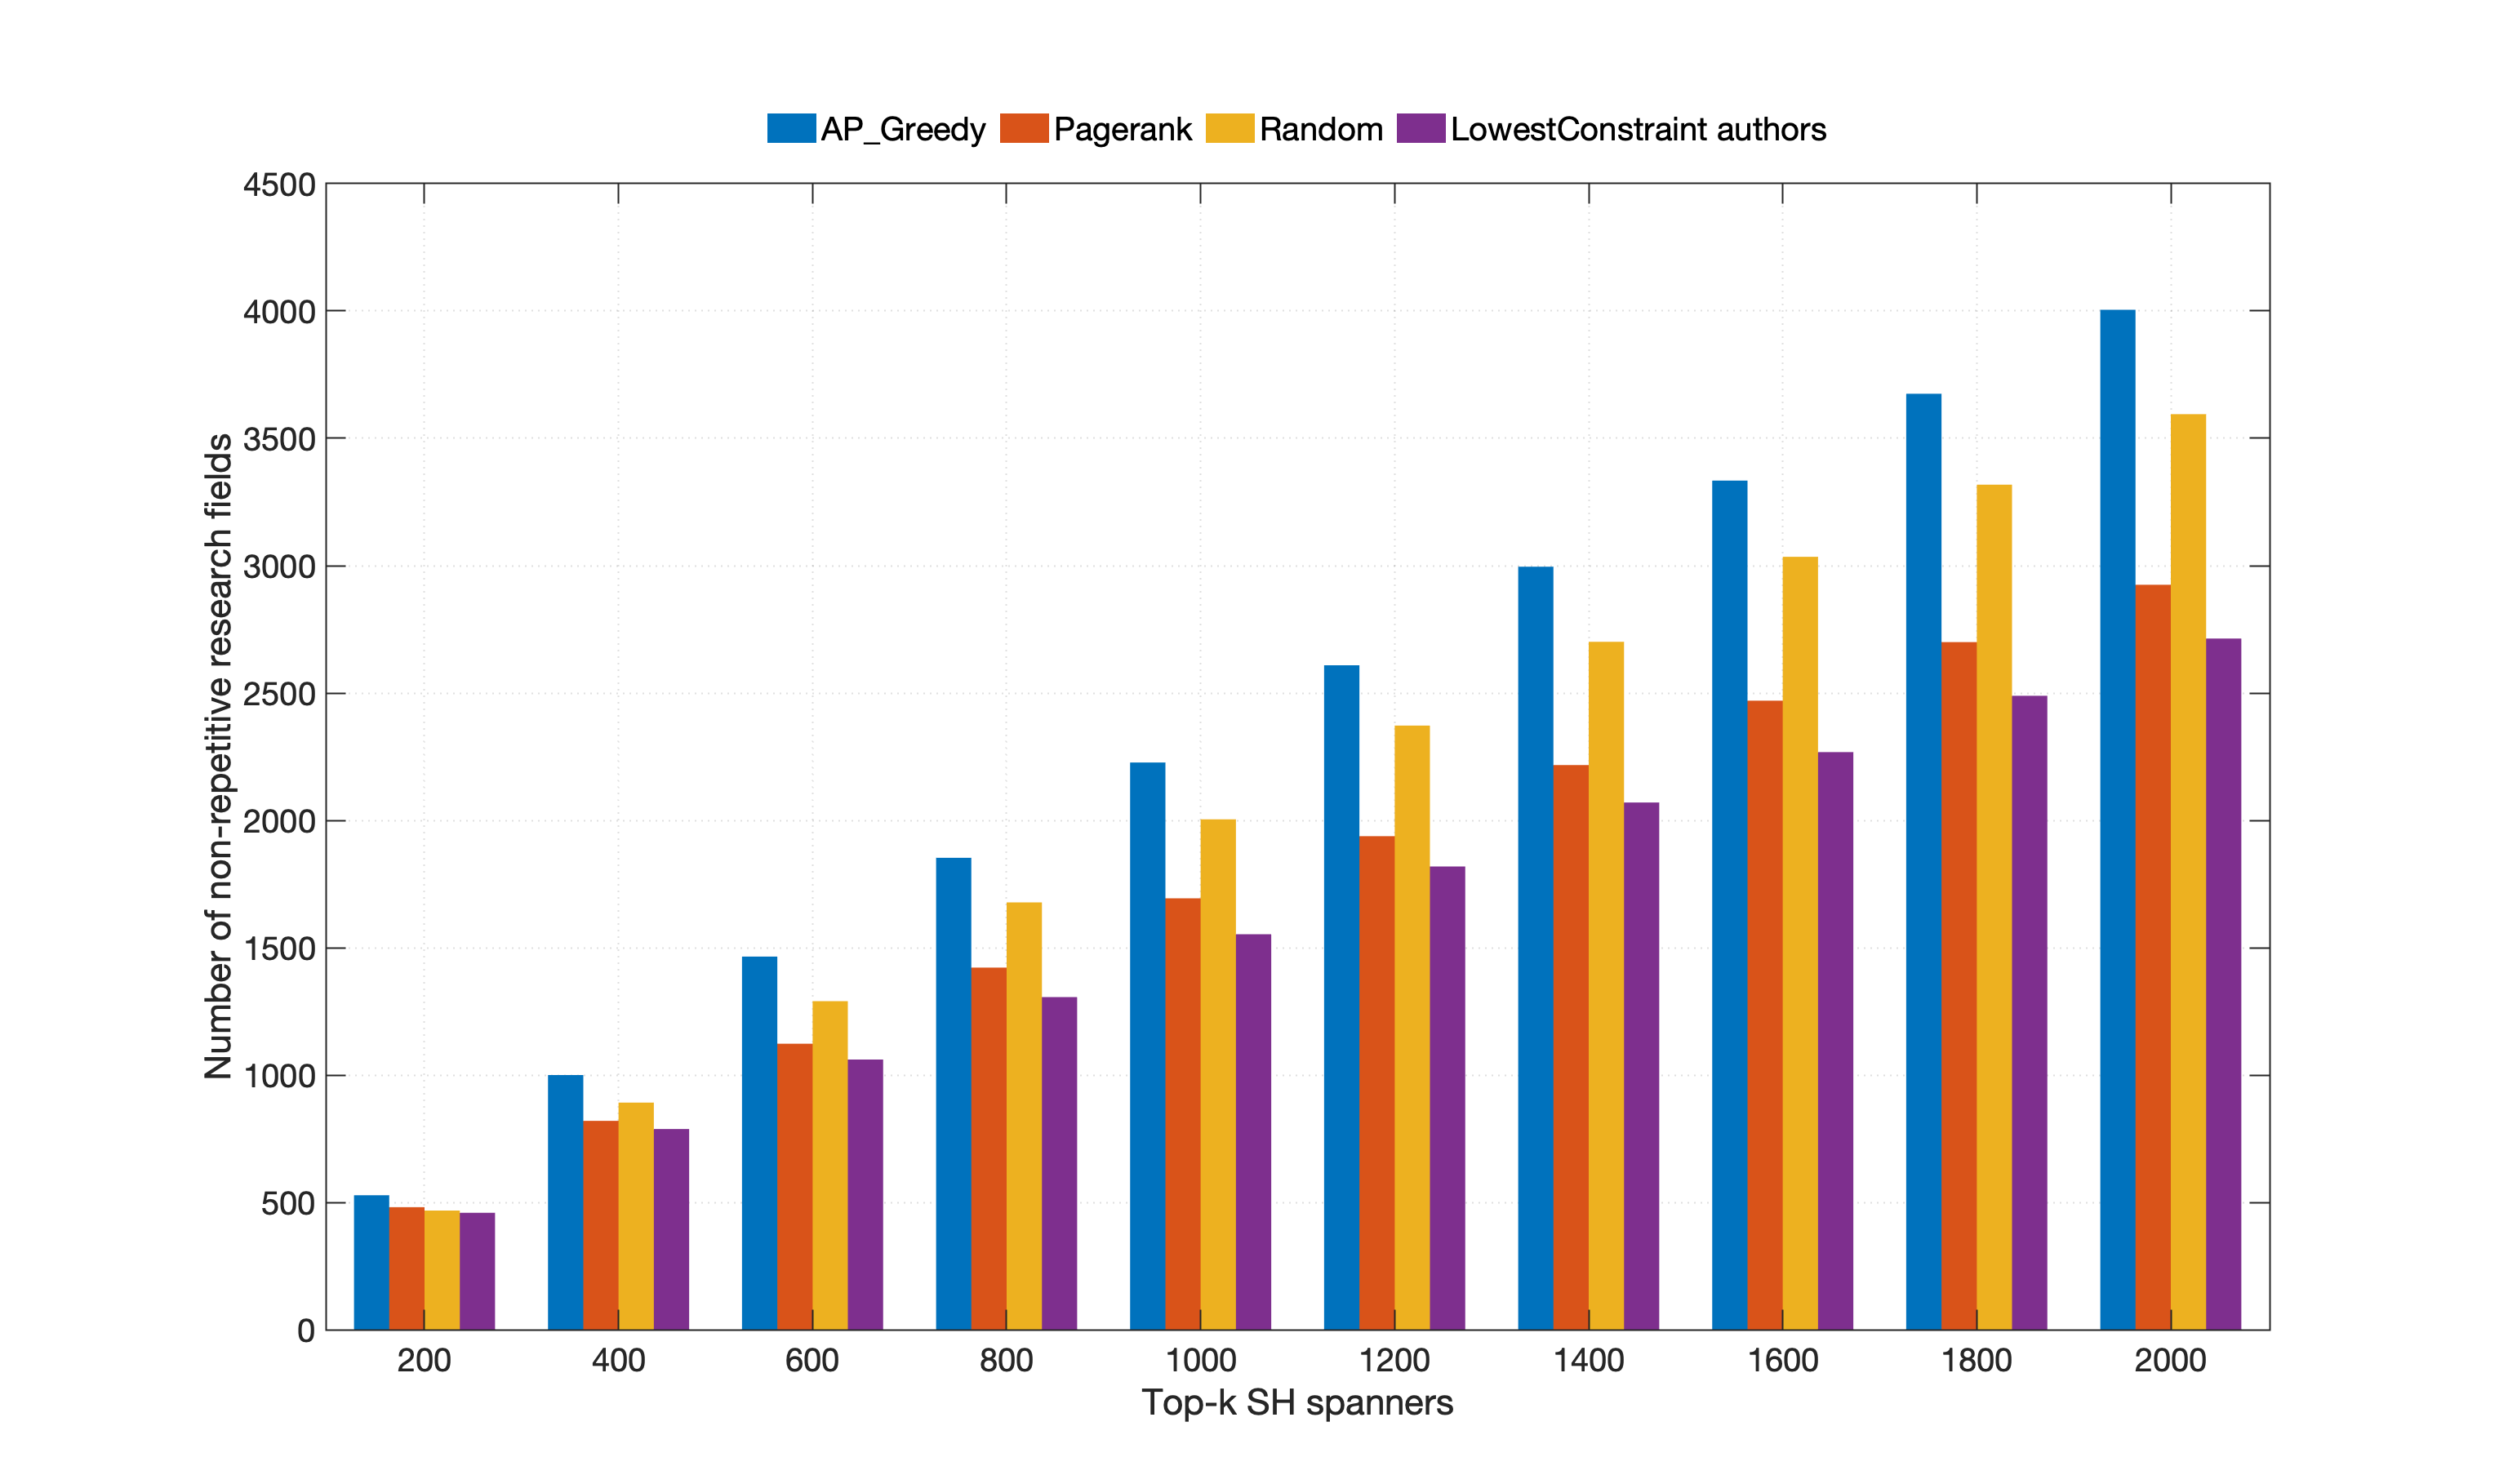 AP_Greedy Pagerank Random LowestConstraint authors
4500
4000
3500
3000
2500
2000
1500
1000
500
0
Number of non-repetitive research fields
200 400 600 800 1000 1200 1400 1600 1800 2000
Top-k SH spanners